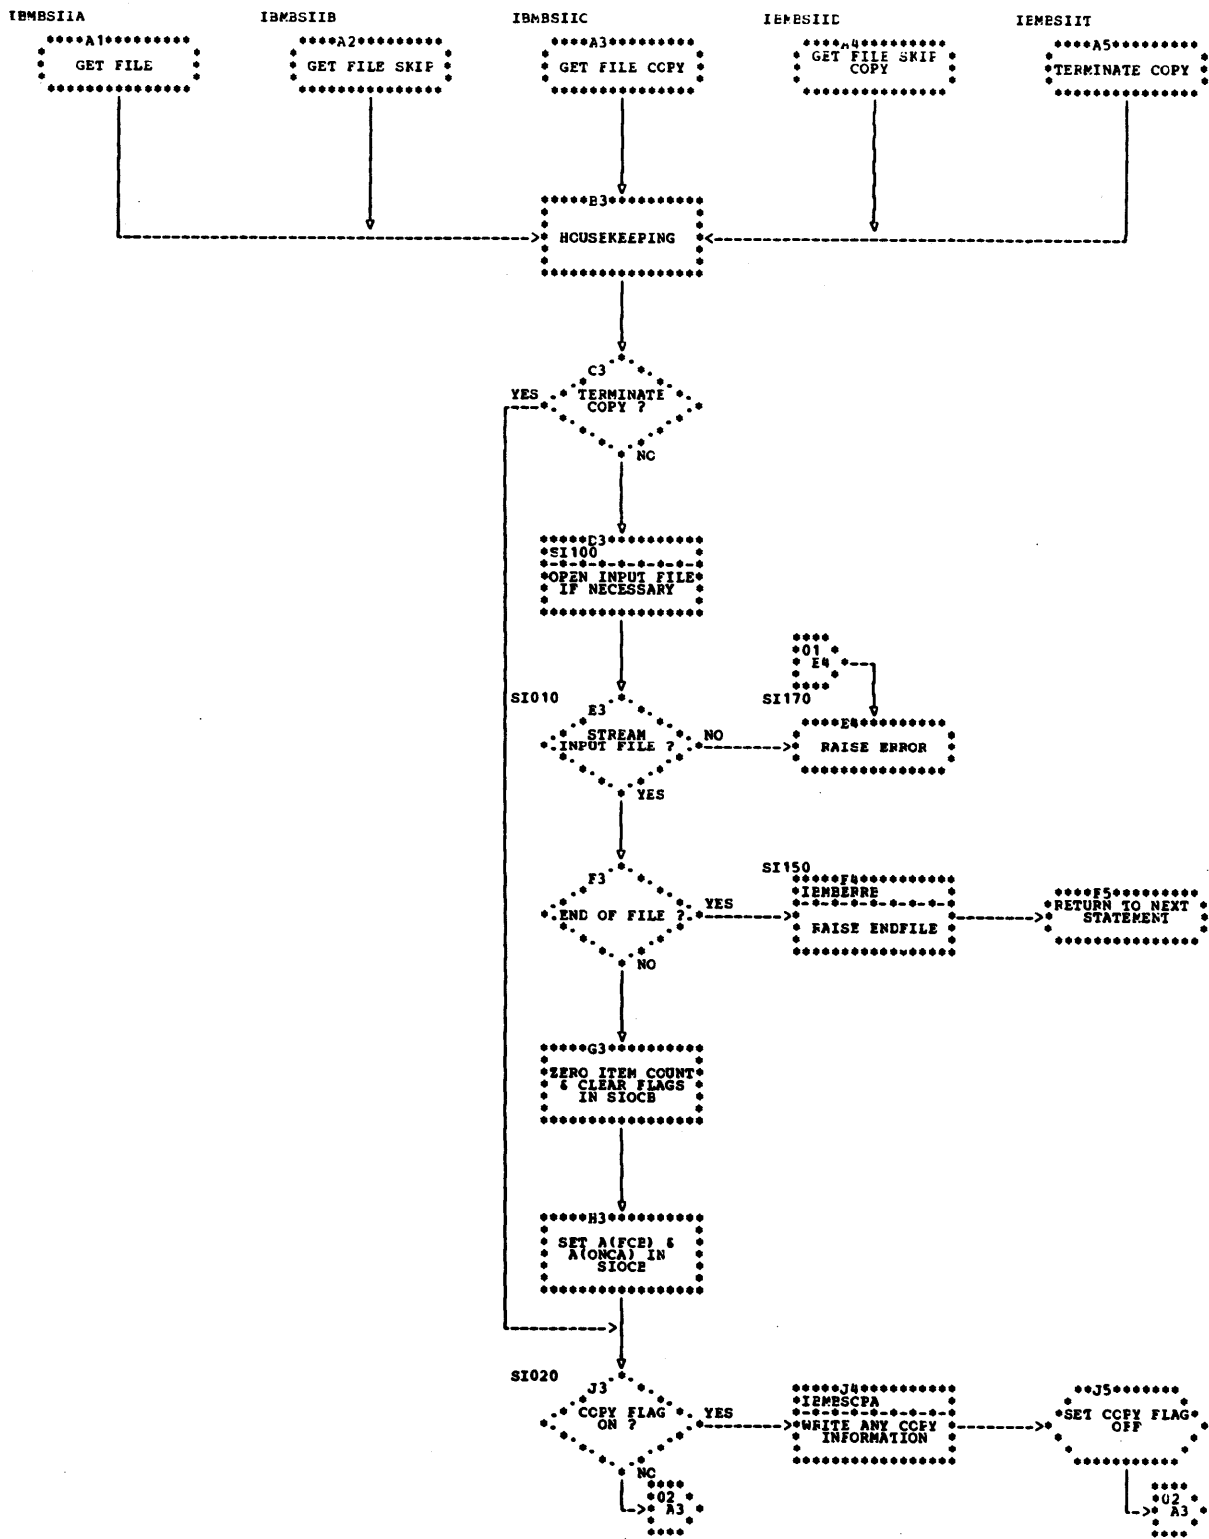 IBMBSIIA IBMBSIIB IBMBSIIC IBMBSIID IBMBSIIT
A1 A2 A3 A4 A5
GET FILE
GET FILE SKIP
GET FILE COPY
GET FILE SKIP
COPY
TERMINATE COPY
B3
HOUSEKEEPING
C3
TERMINATE
COPY ?
YES
NO
D3
SI100
OPEN INPUT FILE
IF NECESSARY
01
E4
SI010
E3
STREAM
INPUT FILE ?
NO
YES
SI170
E4
RAISE ERROR
F3
END OF FILE ?
YES
NO
SI150
F4
IBMBERRB
RAISE ENDFILE
F5
RETURN TO NEXT
STATEMENT
G3
ZERO ITEM COUNT
& CLEAR FLAGS
IN SIOCB
H3
SET A(FCB) &
A(ONCA) IN
SIOCB
SI020
J3
COPY FLAG
ON ?
YES
NO
J4
IBMBSCPA
WRITE ANY COPY
INFORMATION
J5
SET COPY FLAG
OFF
02
A3
02
A3